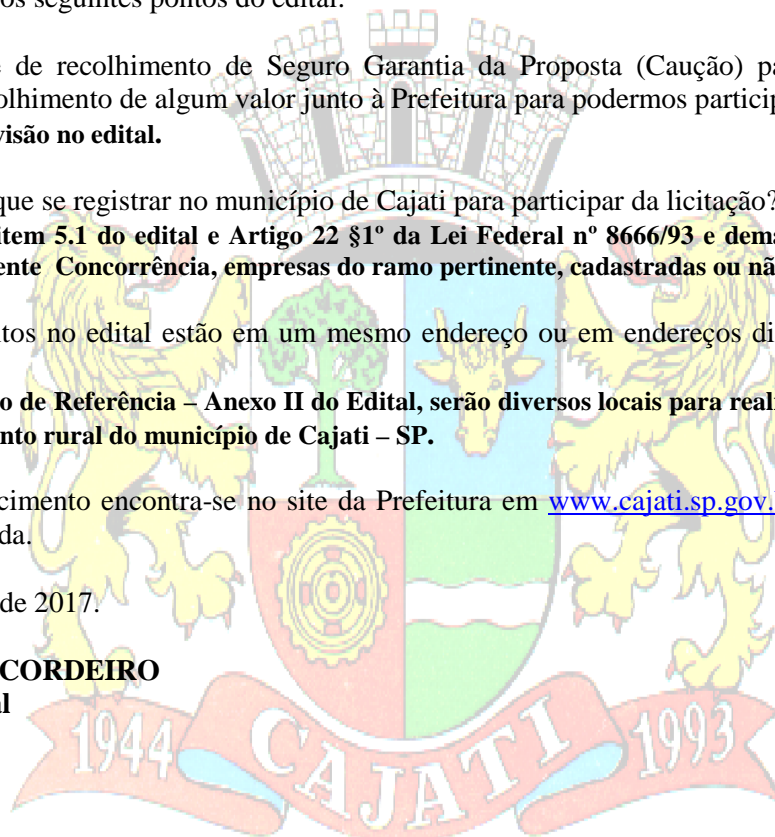 os seguintes pontos do edital:
de recolhimento de Seguro Garantia da Proposta (Caução) pa
olhimento de algum valor junto à Prefeitura para podermos particip
visão no edital.
que se registrar no município de Cajati para participar da licitação?
item 5.1 do edital e Artigo 22 §1º da Lei Federal nº 8666/93 e dema
ente Concorrência, empresas do ramo pertinente, cadastradas ou nã
tos no edital estão em um mesmo endereço ou em endereços di
o de Referência – Anexo II do Edital, serão diversos locais para reali
nto rural do município de Cajati – SP.
cimento encontra-se no site da Prefeitura em www.cajati.sp.gov.
da.
de 2017.
CORDEIRO
al
1944 CAJATI 1993